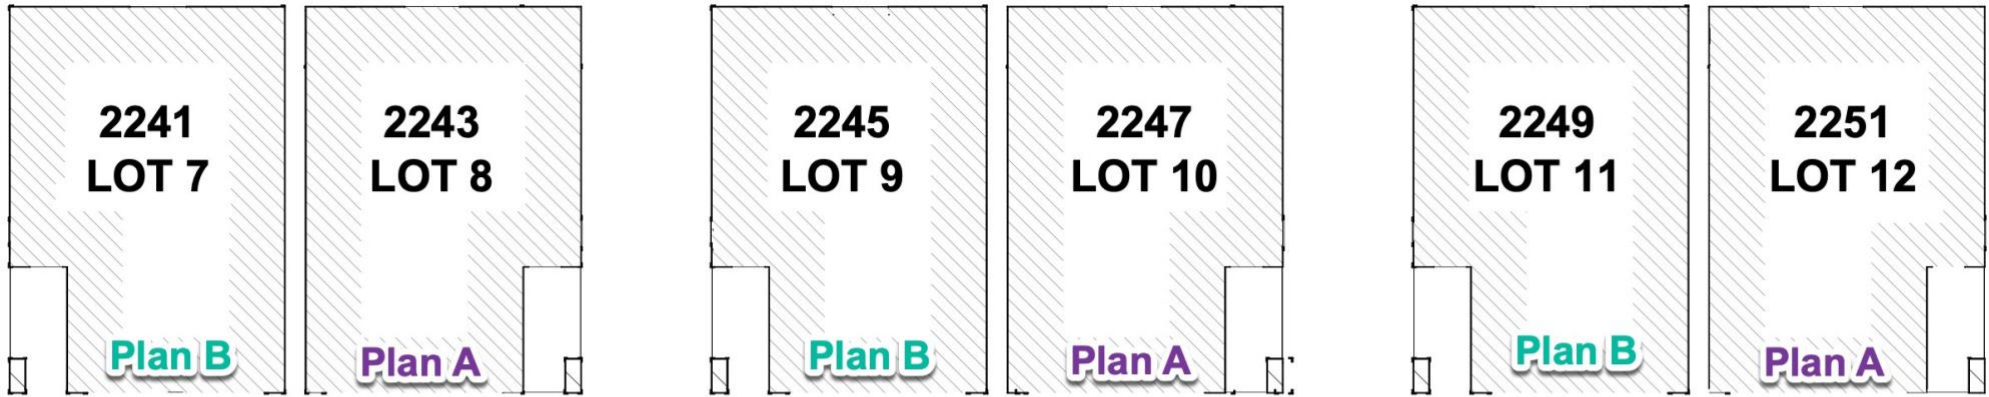 2241
LOT 7
Plan B
2243
LOT 8
Plan A
2245
LOT 9
Plan B
2247
LOT 10
Plan A
2249
LOT 11
Plan B
2251
LOT 12
Plan A